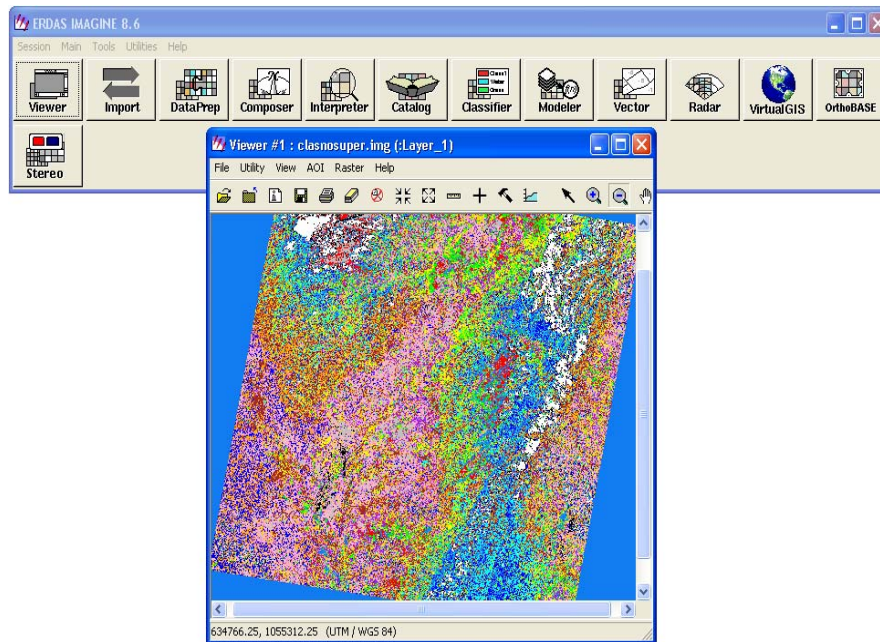 ERDAS IMAGINE 8.6
Session Main Tools Utilities Help
Viewer Import DataPrep Composer Interpreter Catalog Classifier Modeler Vector Radar VirtualGIS OrthoBASE
Stereo
Viewer #1 : clasnosuper.img (:Layer_1)
File Utility View AOI Raster Help
634766.25, 1055312.25 (UTM / WGS 84)